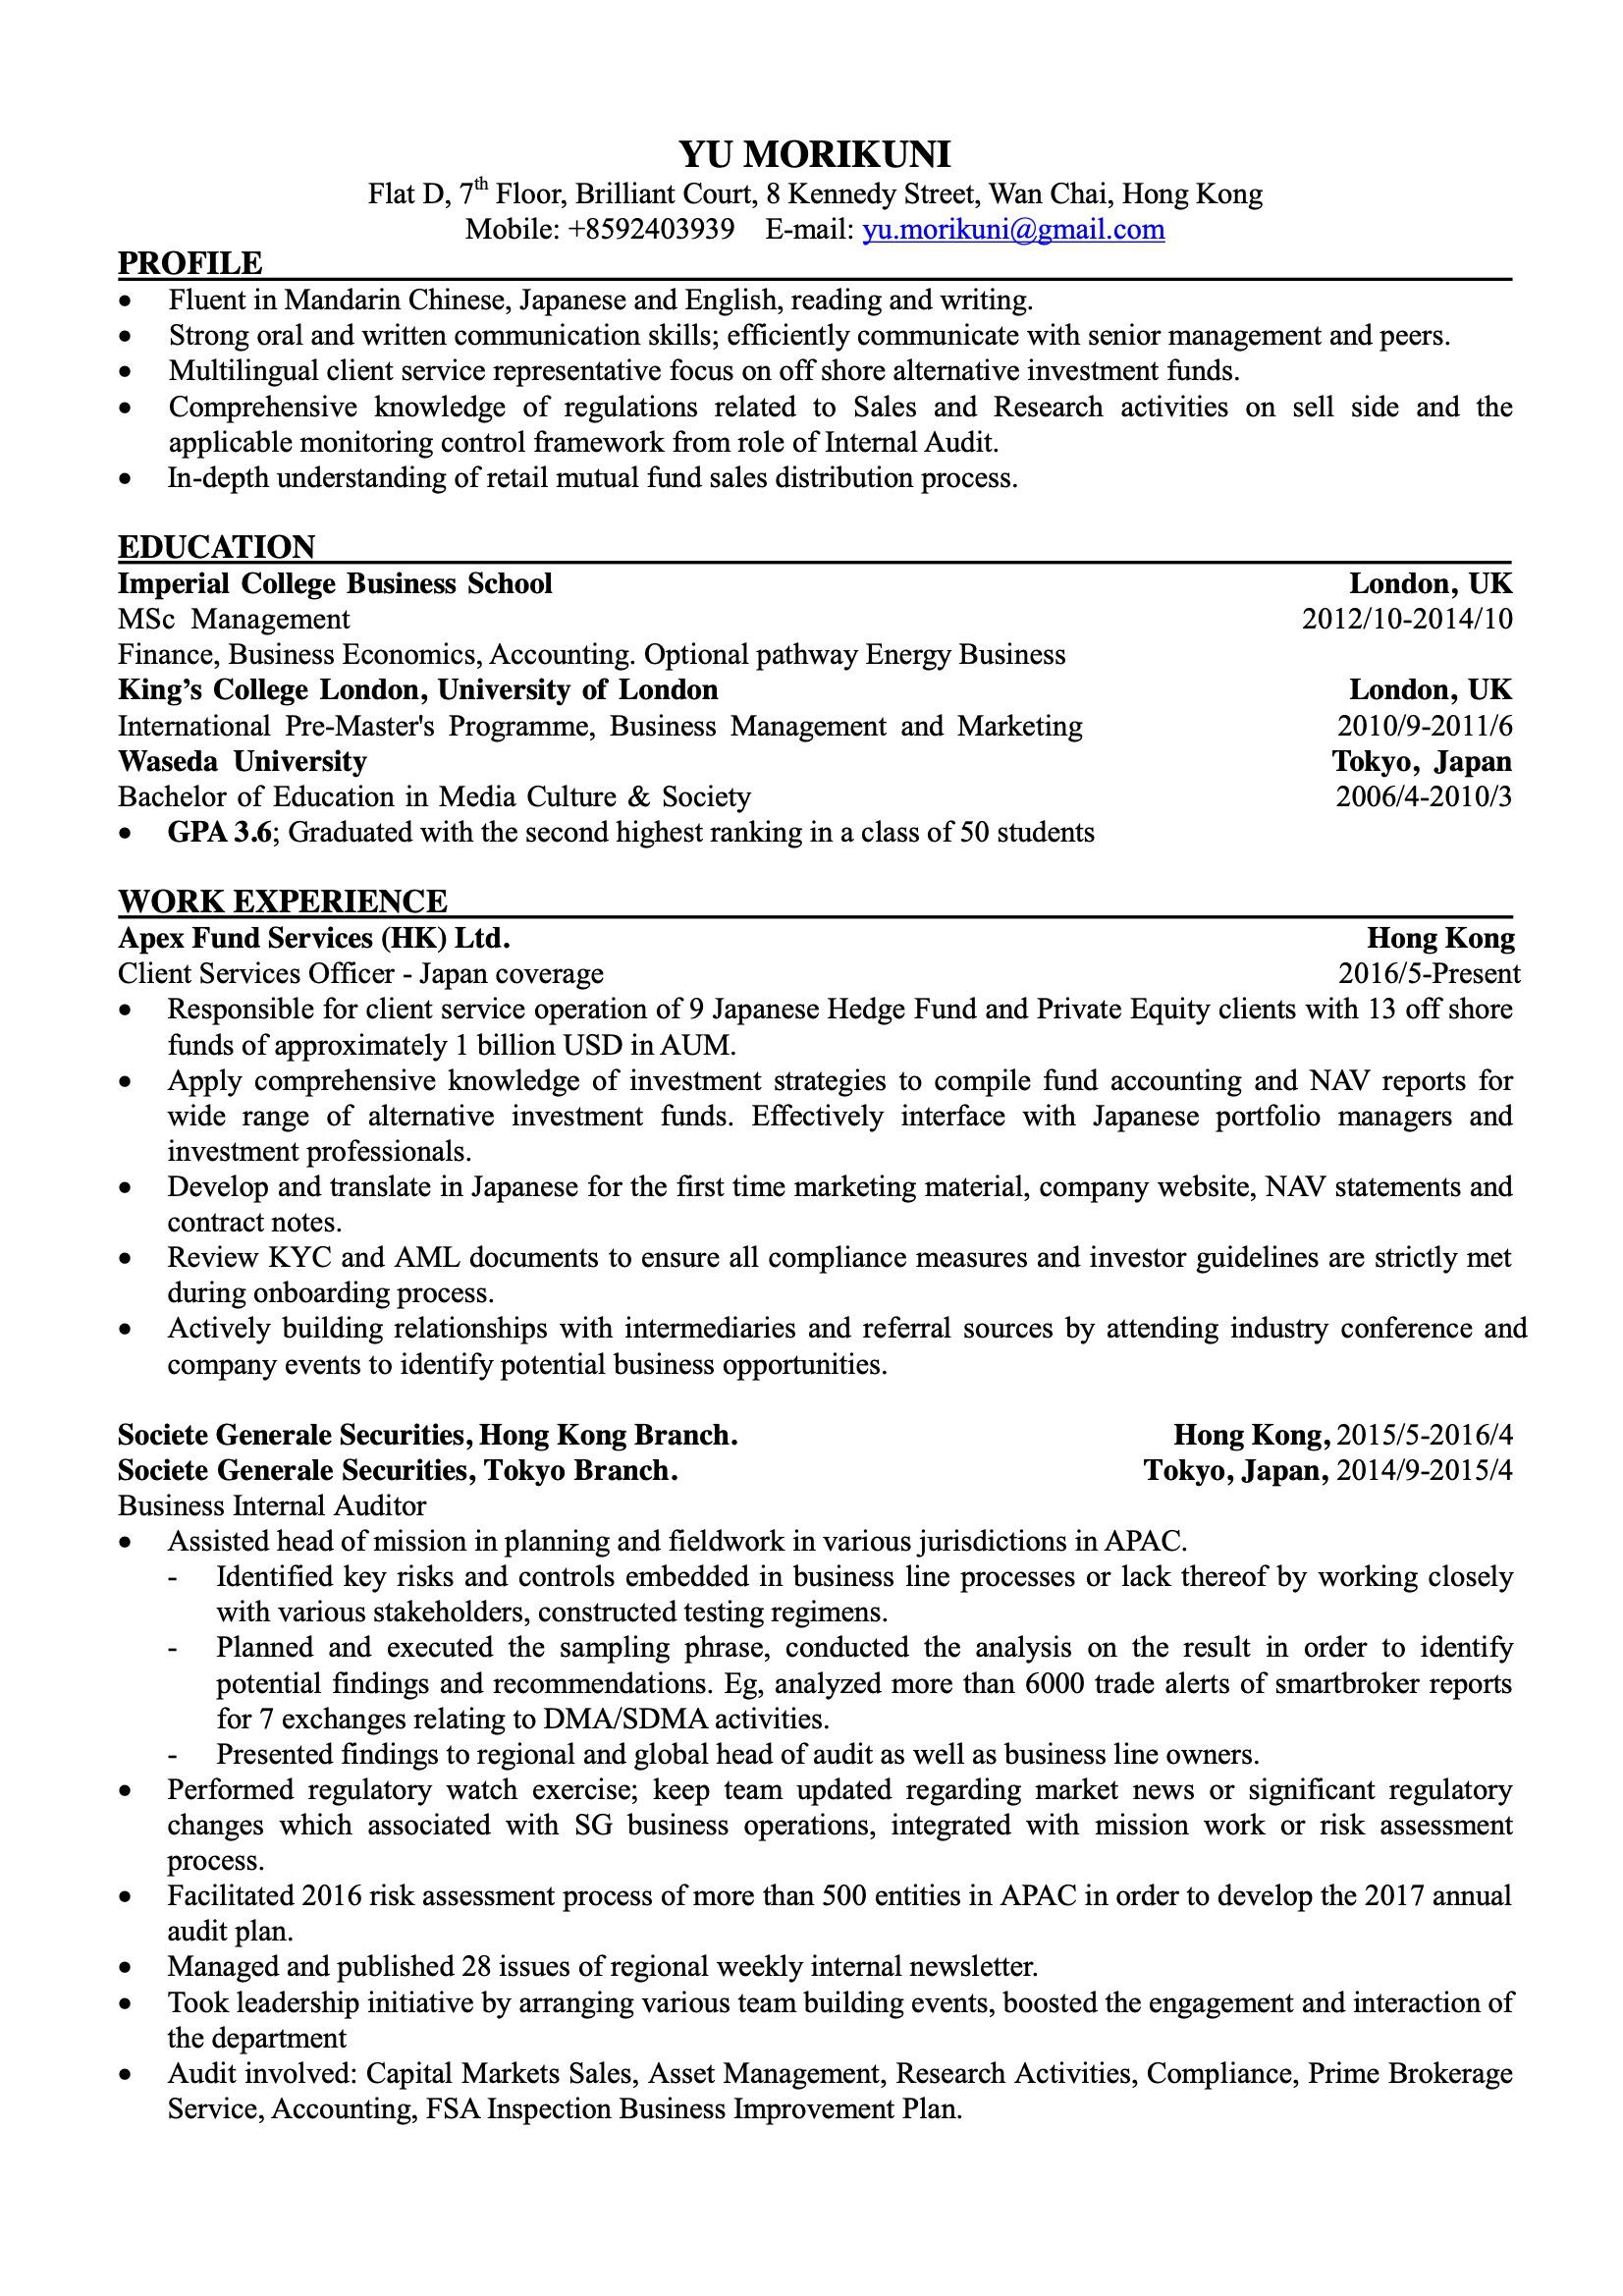 YU MORIKUNI
Flat D, 7th Floor, Brilliant Court, 8 Kennedy Street, Wan Chai, Hong Kong
Mobile: +8592403939 E-mail: yu.morikuni@gmail.com
PROFILE
• Fluent in Mandarin Chinese, Japanese and English, reading and writing.
• Strong oral and written communication skills; efficiently communicate with senior management and peers.
• Multilingual client service representative focus on off shore alternative investment funds.
• Comprehensive knowledge of regulations related to Sales and Research activities on sell side and the
applicable monitoring control framework from role of Internal Audit.
• In-depth understanding of retail mutual fund sales distribution process.
EDUCATION
Imperial College Business School London, UK
MSc Management 2012/10-2014/10
Finance, Business Economics, Accounting. Optional pathway Energy Business
King’s College London, University of London London, UK
International Pre-Master's Programme, Business Management and Marketing 2010/9-2011/6
Waseda University Tokyo, Japan
Bachelor of Education in Media Culture & Society 2006/4-2010/3
• GPA 3.6; Graduated with the second highest ranking in a class of 50 students
WORK EXPERIENCE
Apex Fund Services (HK) Ltd. Hong Kong
Client Services Officer - Japan coverage 2016/5-Present
• Responsible for client service operation of 9 Japanese Hedge Fund and Private Equity clients with 13 off shore
funds of approximately 1 billion USD in AUM.
• Apply comprehensive knowledge of investment strategies to compile fund accounting and NAV reports for
wide range of alternative investment funds. Effectively interface with Japanese portfolio managers and
investment professionals.
• Develop and translate in Japanese for the first time marketing material, company website, NAV statements and
contract notes.
• Review KYC and AML documents to ensure all compliance measures and investor guidelines are strictly met
during onboarding process.
• Actively building relationships with intermediaries and referral sources by attending industry conference and
company events to identify potential business opportunities.
Societe Generale Securities, Hong Kong Branch. Hong Kong, 2015/5-2016/4
Societe Generale Securities, Tokyo Branch. Tokyo, Japan, 2014/9-2015/4
Business Internal Auditor
• Assisted head of mission in planning and fieldwork in various jurisdictions in APAC.
- Identified key risks and controls embedded in business line processes or lack thereof by working closely
with various stakeholders, constructed testing regimens.
- Planned and executed the sampling phrase, conducted the analysis on the result in order to identify
potential findings and recommendations. Eg, analyzed more than 6000 trade alerts of smartbroker reports
for 7 exchanges relating to DMA/SDMA activities.
- Presented findings to regional and global head of audit as well as business line owners.
• Performed regulatory watch exercise; keep team updated regarding market news or significant regulatory
changes which associated with SG business operations, integrated with mission work or risk assessment
process.
• Facilitated 2016 risk assessment process of more than 500 entities in APAC in order to develop the 2017 annual
audit plan.
• Managed and published 28 issues of regional weekly internal newsletter.
• Took leadership initiative by arranging various team building events, boosted the engagement and interaction of
the department
• Audit involved: Capital Markets Sales, Asset Management, Research Activities, Compliance, Prime Brokerage
Service, Accounting, FSA Inspection Business Improvement Plan.